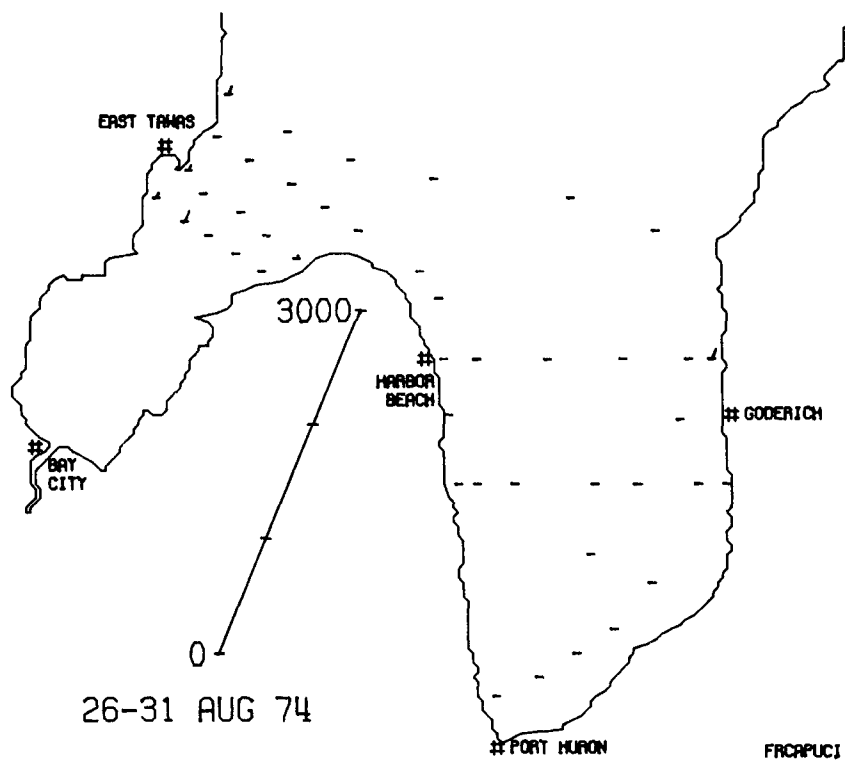 EAST TAWAS
3000
HARBOR
BEACH
GODERICH
BAY
CITY
0
26-31 AUG 74
PORT HURON
FRCAPUCI